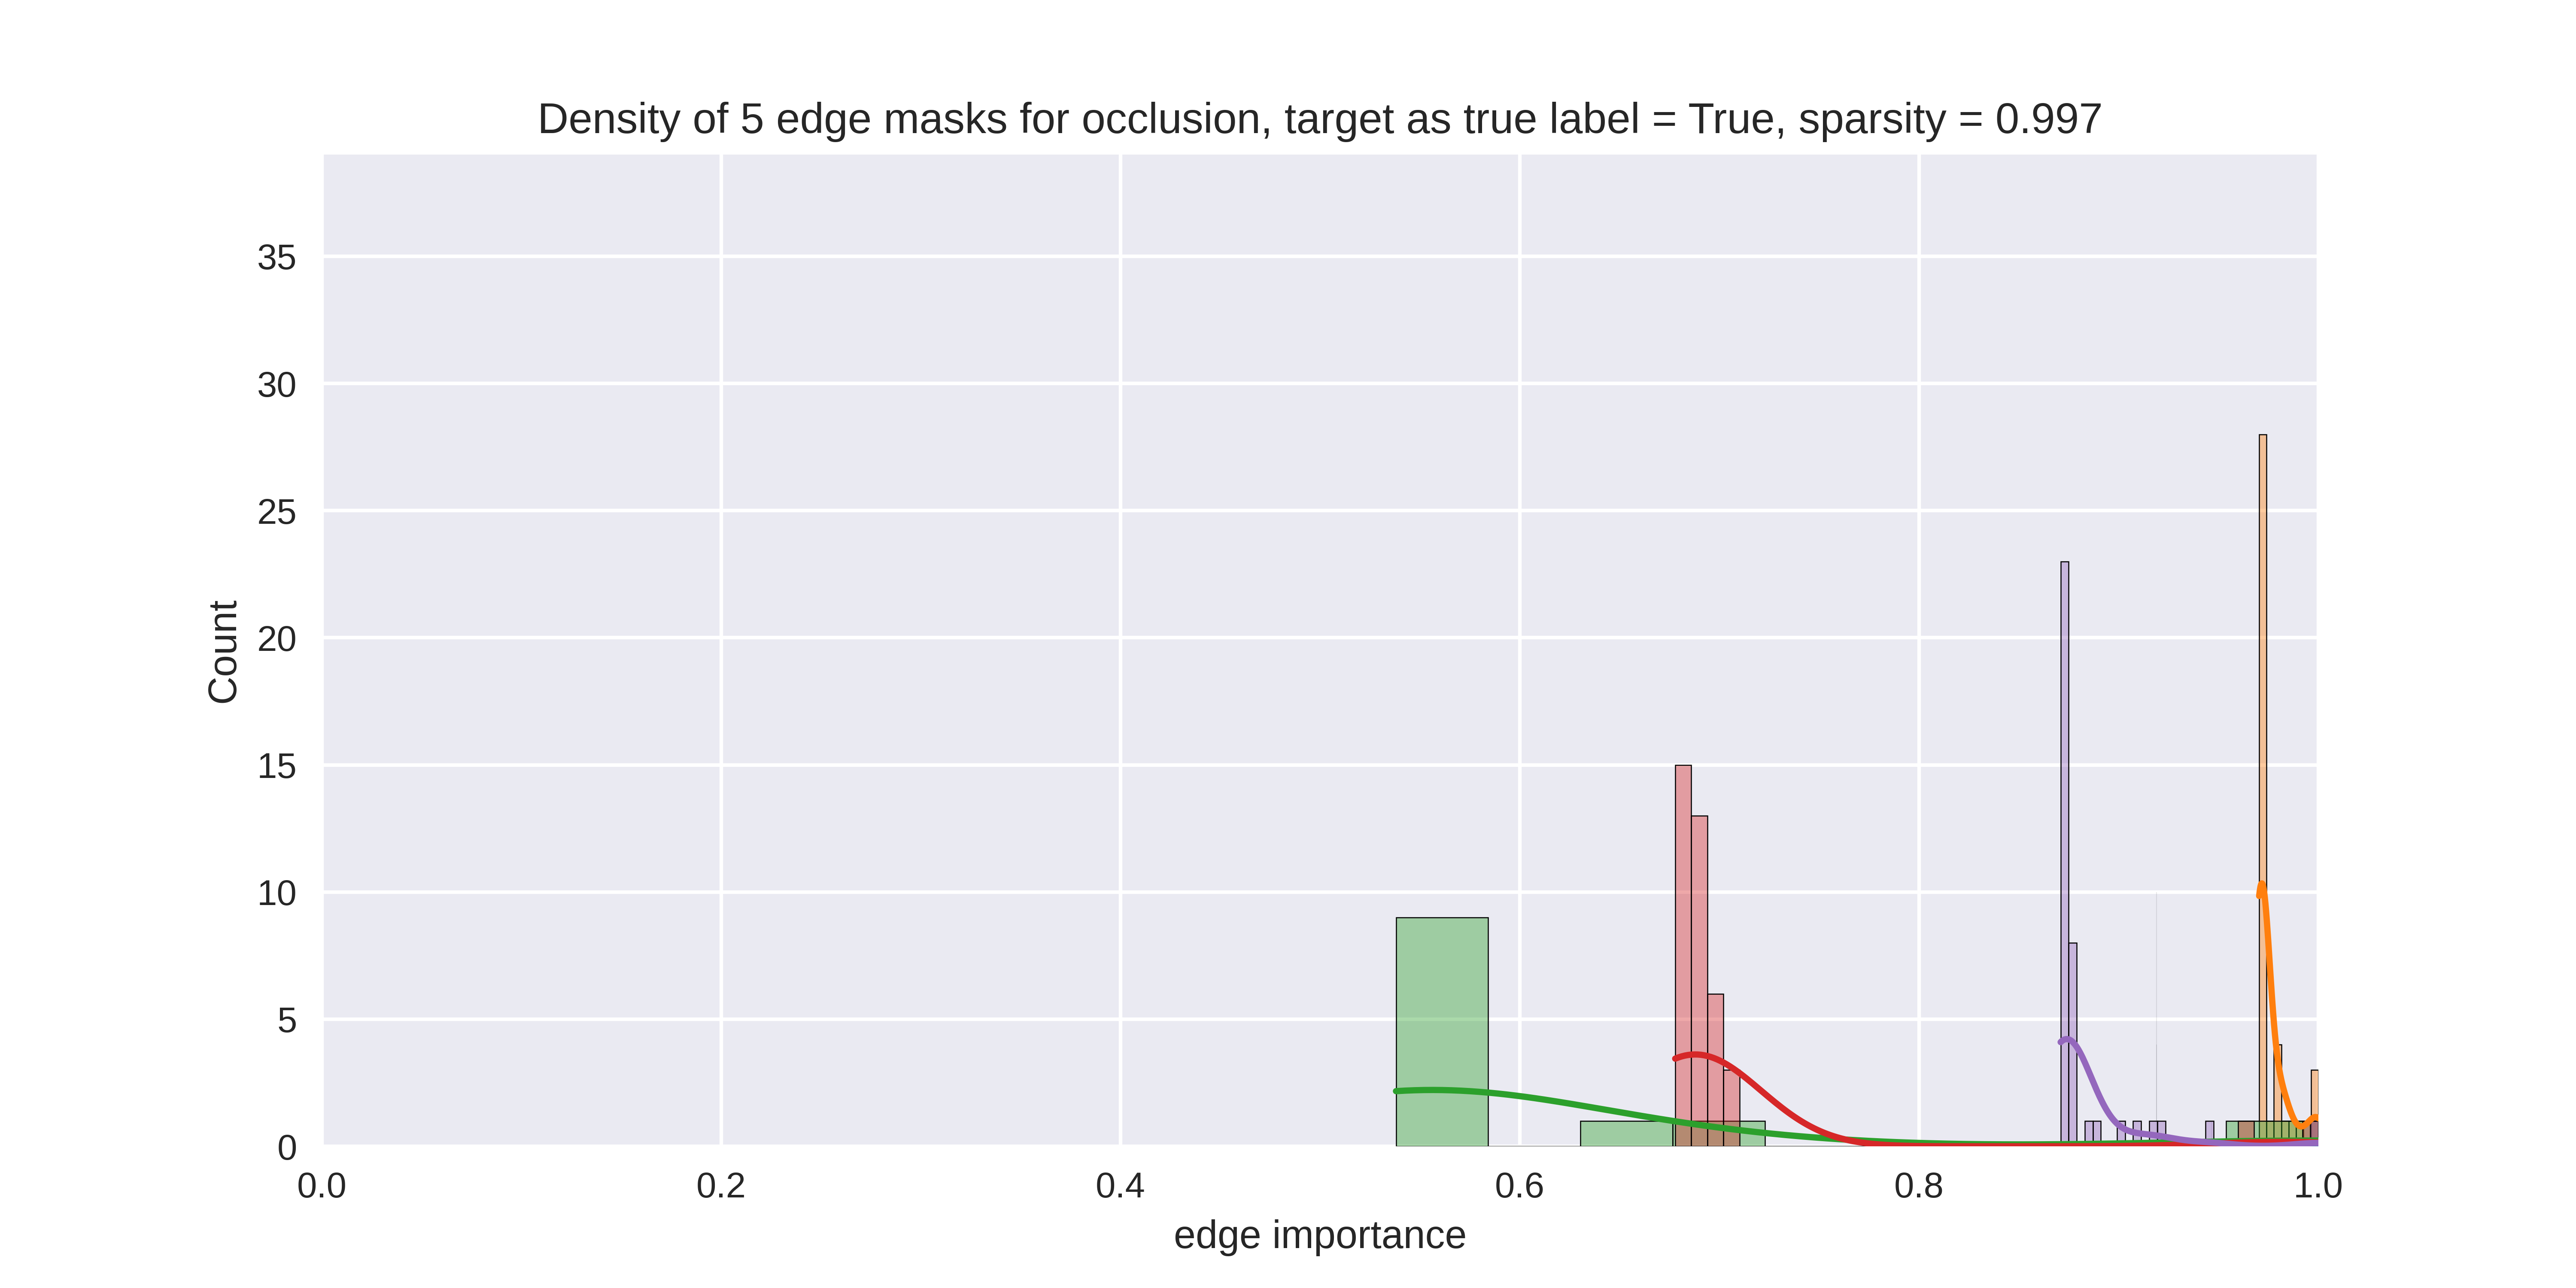 Density of 5 edge masks for occlusion, target as true label = True, sparsity = 0.997
35
30
25
20
15
10
5
0
Count
0.0 0.2 0.4 0.6 0.8 1.0
edge importance